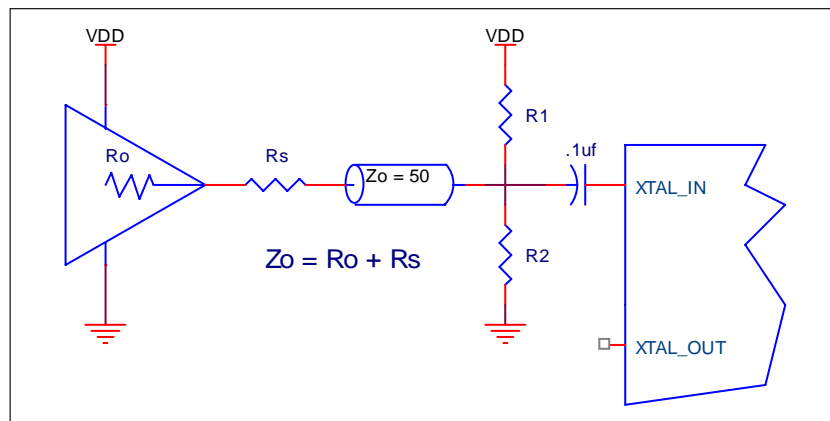 VDD
VDD
R1
Ro
Rs
Zo = 50
.1uf
XTAL_IN
Zo = Ro + Rs
R2
XTAL_OUT